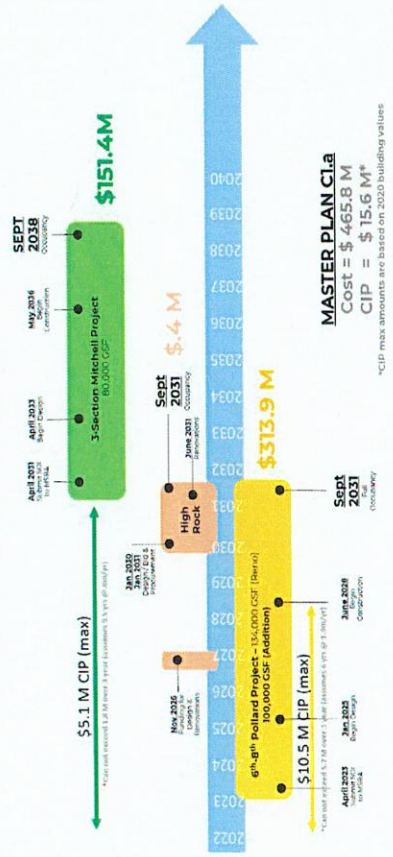 $5.1 M CIP (max)
April 2031
Submit SOI
to MSBA
April 2033
Begin Design
May 2036
Begin
Construction
SEPT
2038
Occupancy
3-Section Mitchell Project
80,000 GSF
$151.4M
Nov 2026
Funding for
Design &
Renovations
Jan 2030
Jan 2031
Design / Bid &
Procurement
High
Rock
Sept
2031
Occupancy
June 2031
Renovations
$.4 M
2022
2023
2024
2025
2026
2027
2028
2029
2030
2031
2032
2033
2034
2035
2036
2037
2038
2039
2040
6th-8th Pollard Project – 134,000 GSF (Reno)
100,000 GSF (Addition)
$313.9 M
$10.5 M CIP (max)
April 2023
Submit SOI
to MSBA
Jan 2025
Begin Design
June 2028
Begin
Construction
Sept
2031
Full
Occupancy
MASTER PLAN C1.a
Cost = $ 465.8 M
CIP = $ 15.6 M*
*CIP max amounts are based on 2020 building values